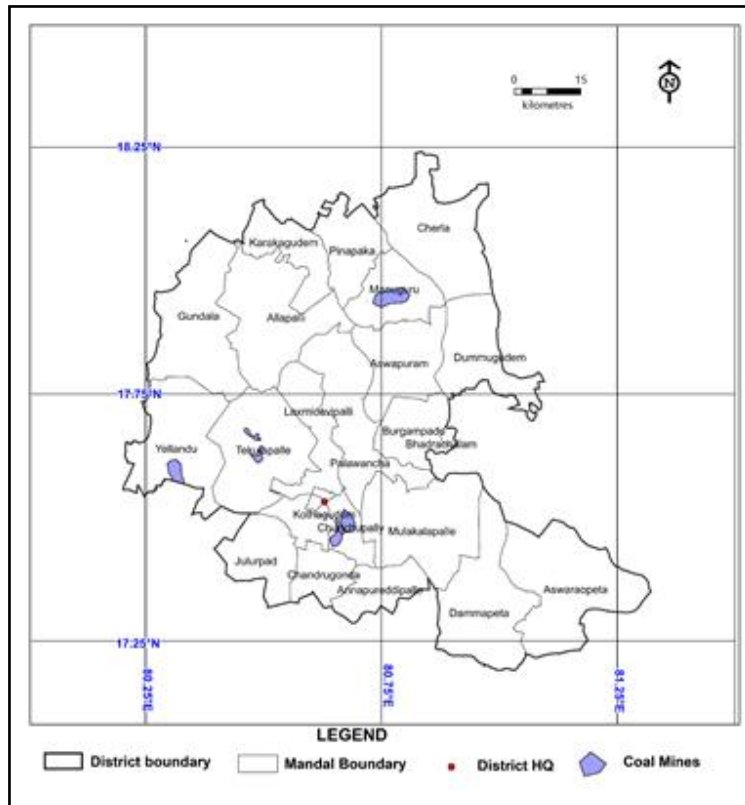 0 15
kilometres
N
18.25°N
Cherla
Karakagudem
Pinapaka
Manuguru
Gundala
Allapalli
Dummugudem
Aswapuram
17.75°N
Laxmidevipalli
Burgampadu
Bhadrachalam
Yellandu
Tekulapalle
Palawancha
Kothagudem
Chunchupally
Mulakalapalle
Julurpad
Chandrugonda
Annapureddipalle
Aswaraopeta
Dammapeta
17.25°N
80.25°E
80.75°E
81.25°E
LEGEND
District boundary Mandal Boundary District HQ Coal Mines